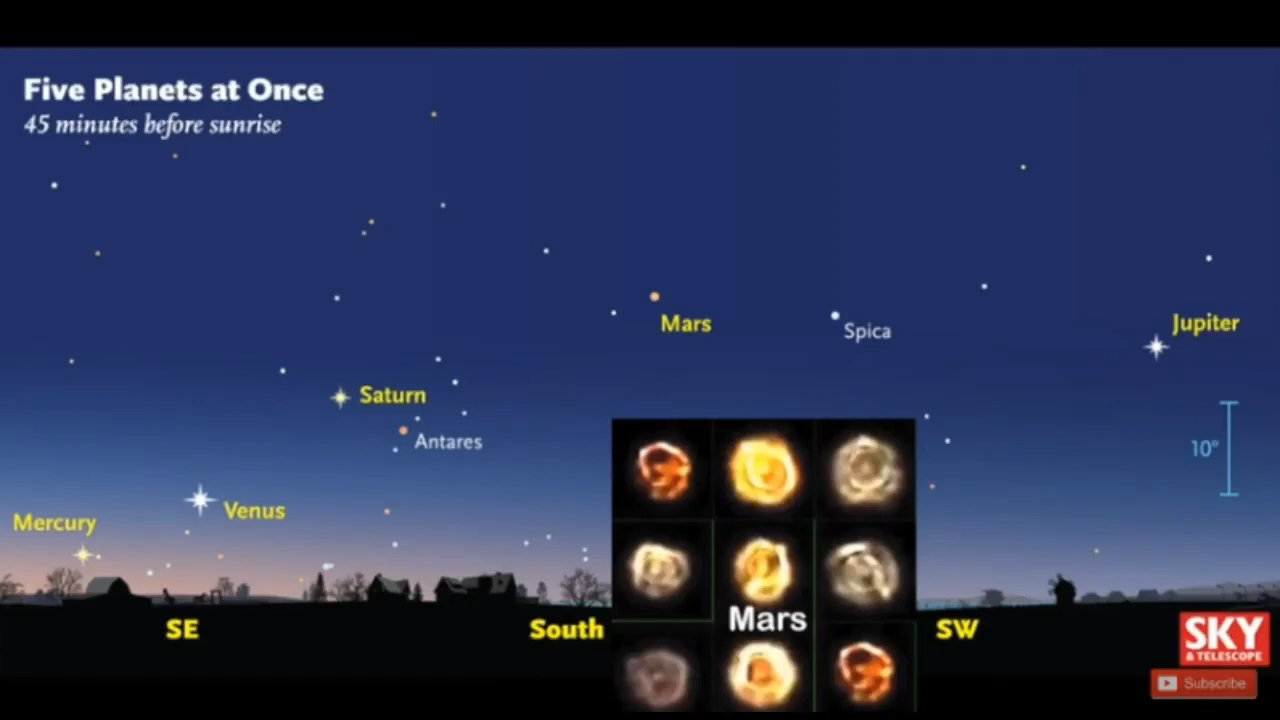 Five Planets at Once
45 minutes before sunrise
Mars
Spica
Jupiter
Saturn
Antares
10°
Venus
Mercury
Mars
SE
South
SW
SKY
& TELESCOPE
Subscribe